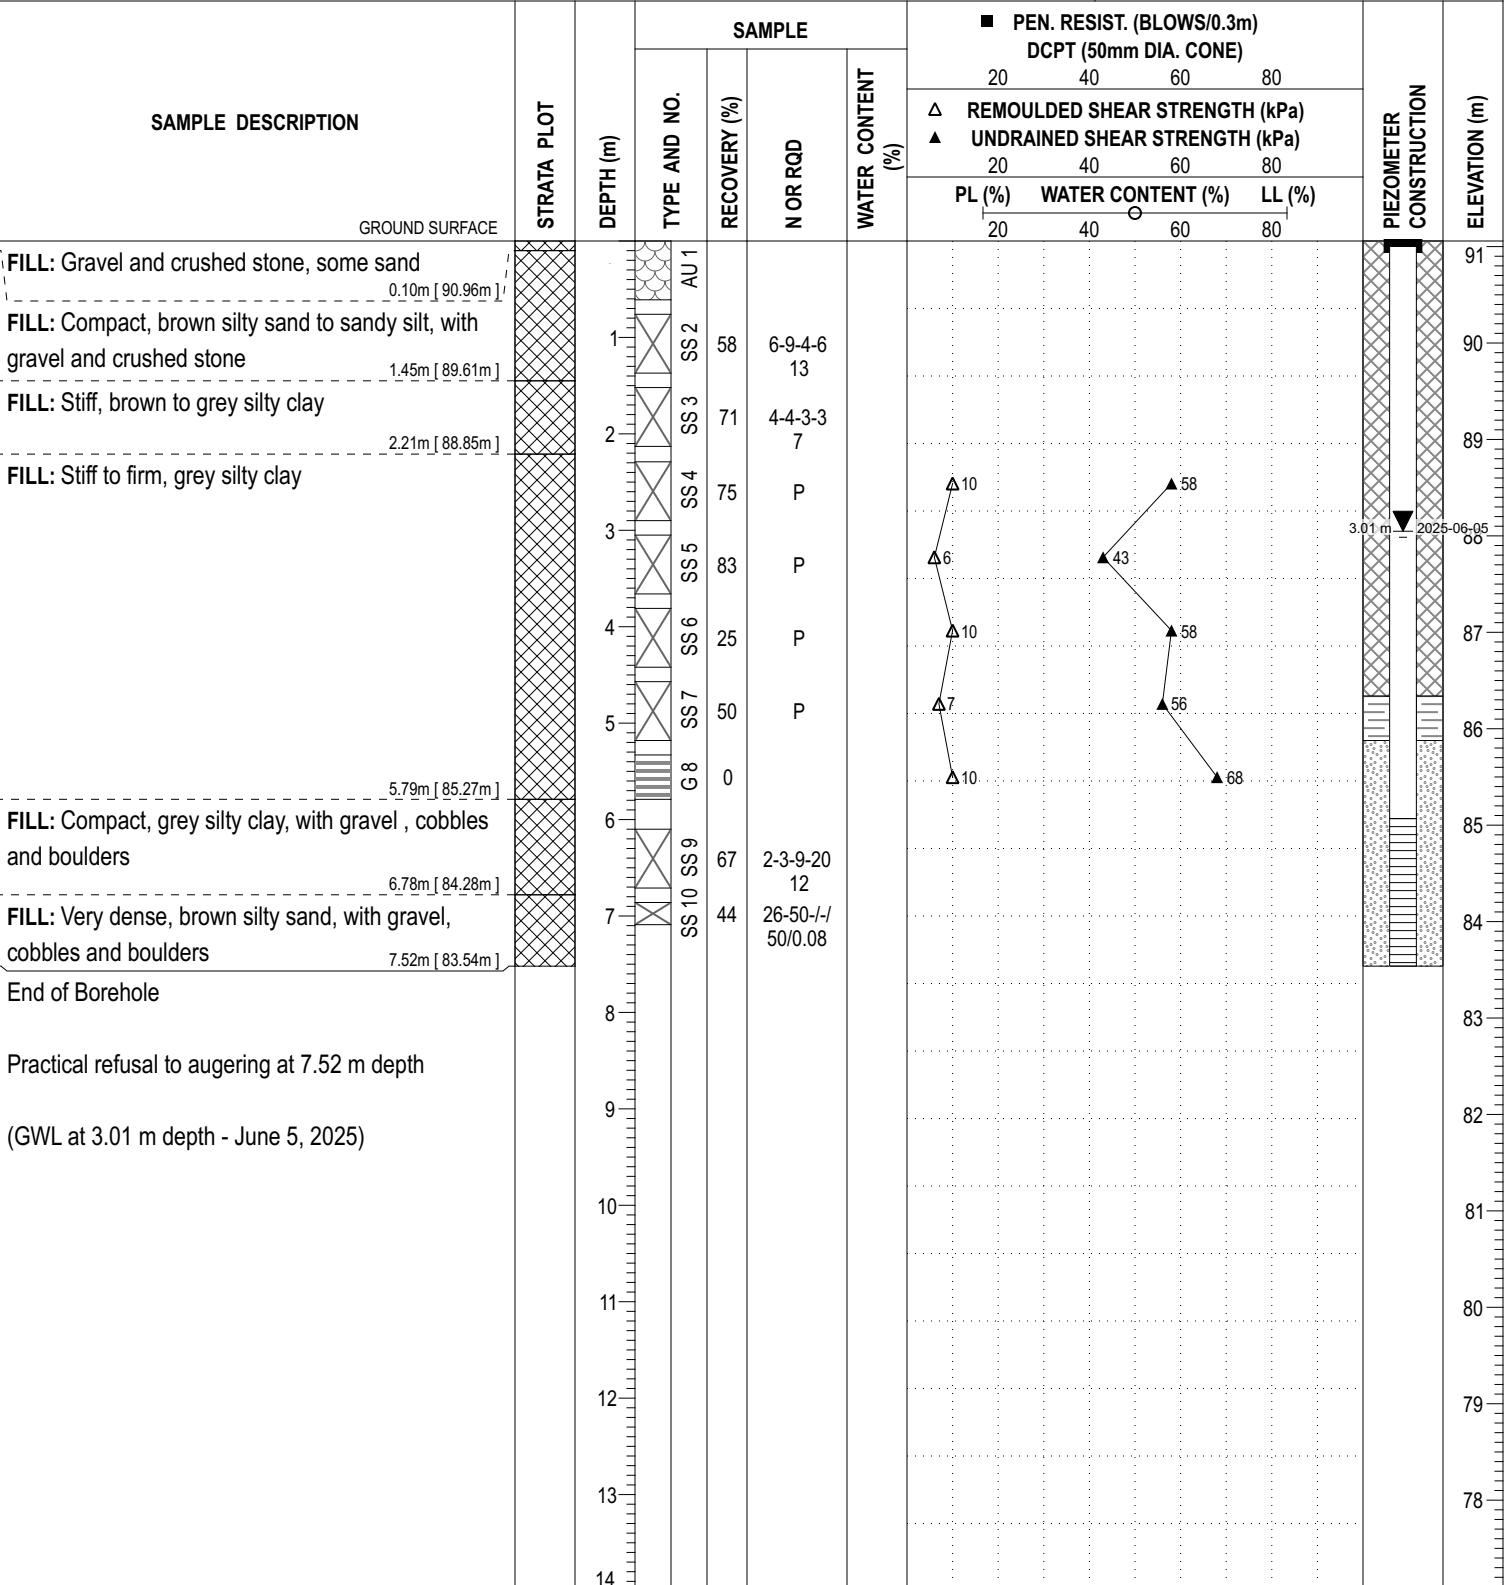 SAMPLE DESCRIPTION
GROUND SURFACE
STRATA PLOT
DEPTH (m)
SAMPLE
TYPE AND NO.
RECOVERY (%)
N OR RQD
WATER CONTENT
(%)
■ PEN. RESIST. (BLOWS/0.3m)
DCPT (50mm DIA. CONE)
20 40 60 80
△ REMOULDED SHEAR STRENGTH (kPa)
▲ UNDRAINED SHEAR STRENGTH (kPa)
20 40 60 80
PL (%) WATER CONTENT (%) LL (%)
20 40 60 80
PIEZOMETER
CONSTRUCTION
ELEVATION (m)
FILL: Gravel and crushed stone, some sand
0.10m [ 90.96m ]
FILL: Compact, brown silty sand to sandy silt, with
gravel and crushed stone
1.45m [ 89.61m ]
FILL: Stiff, brown to grey silty clay
2.21m [ 88.85m ]
FILL: Stiff to firm, grey silty clay
5.79m [ 85.27m ]
FILL: Compact, grey silty clay, with gravel , cobbles
and boulders
6.78m [ 84.28m ]
FILL: Very dense, brown silty sand, with gravel,
cobbles and boulders
7.52m [ 83.54m ]
End of Borehole
Practical refusal to augering at 7.52 m depth
(GWL at 3.01 m depth - June 5, 2025)
1
2
3
4
5
6
7
8
9
10
11
12
13
14
AU 1
SS 2
SS 3
SS 4
SS 5
SS 6
SS 7
G 8
SS 9
SS 10
58
71
75
83
25
50
0
67
44
6-9-4-6
13
4-4-3-3
7
P
P
P
P
2-3-9-20
12
26-50-/-/
50/0.08
10 58
6 43
10 58
7 56
10 68
3.01 m 2025-06-05
91
90
89
88
87
86
85
84
83
82
81
80
79
78